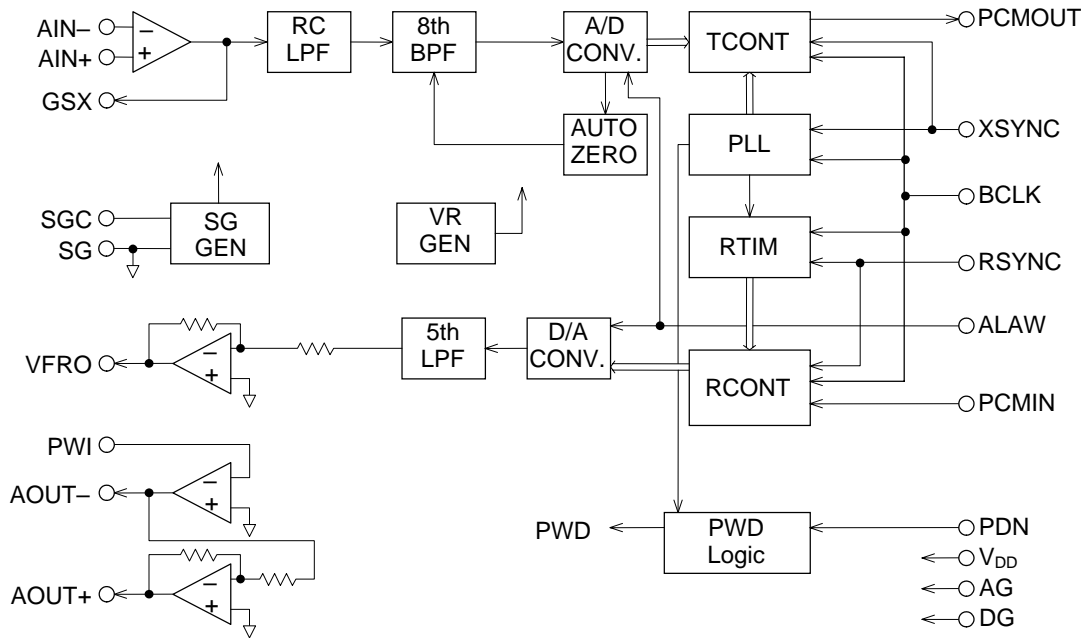 AIN–
AIN+
GSX
–
+
RC
LPF
8th
BPF
A/D
CONV.
TCONT
PCMOUT
AUTO
ZERO
PLL
XSYNC
BCLK
SGC
SG
SG
GEN
VR
GEN
RTIM
RSYNC
VFRO
–
+
5th
LPF
D/A
CONV.
ALAW
RCONT
PCMIN
PWI
AOUT–
–
+
PWD
PWD
Logic
PDN
VDD
AG
DG
AOUT+
–
+